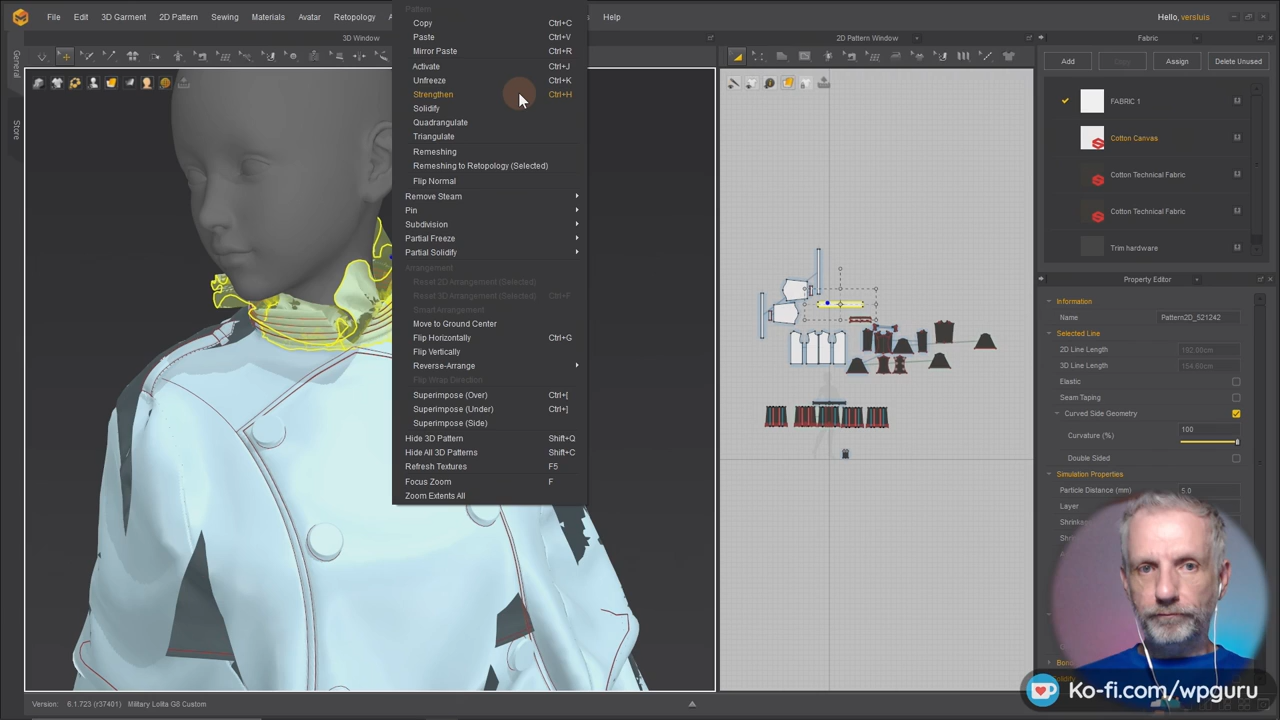 File Edit 3D Garment 2D Pattern Sewing Materials Avatar Retopology Help
Hello, versluis
3D Window
2D Pattern Window
Fabric
General
Store
Pattern
Copy Ctrl+C
Paste Ctrl+V
Mirror Paste Ctrl+R
Activate Ctrl+J
Unfreeze Ctrl+K
Strengthen Ctrl+H
Solidify
Quadrangulate
Triangulate
Remeshing
Remeshing to Retopology (Selected)
Flip Normal
Remove Steam
Pin
Subdivision
Partial Freeze
Partial Solidify
Arrangement
Reset 2D Arrangement (Selected)
Reset 3D Arrangement (Selected) Ctrl+F
Smart Arrangement
Move to Ground Center
Flip Horizontally Ctrl+G
Flip Vertically
Reverse-Arrange
Flip Wrap Direction
Superimpose (Over) Ctrl+[
Superimpose (Under) Ctrl+]
Superimpose (Side)
Hide 3D Pattern Shift+Q
Hide All 3D Patterns Shift+C
Refresh Textures F5
Focus Zoom F
Zoom Extents All
Add Copy Assign Delete Unused
FABRIC 1
Cotton Canvas
Cotton Technical Fabric
Cotton Technical Fabric
Trim hardware
Property Editor
Information
Name Pattern2D_521242
Selected Line
2D Line Length 192.00cm
3D Line Length 154.60cm
Elastic
Seam Taping
Curved Side Geometry
Curvature (%) 100
Double Sided
Simulation Properties
Particle Distance (mm) 5.0
Layer
Version: 6.1.723 (r37401) Military Lolita G8 Custom
Ko-fi.com/wpguru